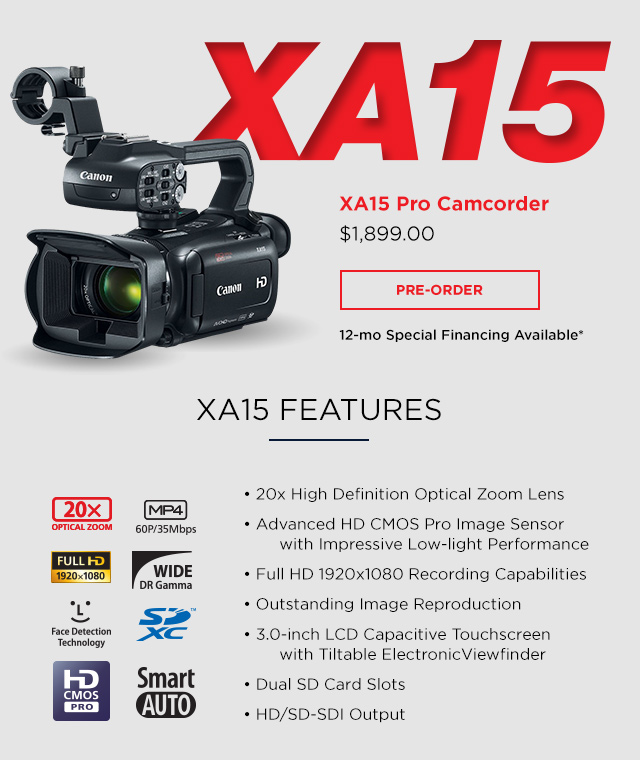 XA15
Canon
XA15
Canon
HD
XA15 Pro Camcorder
$1,899.00
PRE-ORDER
12-mo Special Financing Available*
XA15 FEATURES
20x
OPTICAL ZOOM
MP4
60P/35Mbps
FULL HD
1920x1080
WIDE
DR Gamma
Face Detection
Technology
SD
XC
TM
HD
CMOS
PRO
Smart
AUTO
• 20x High Definition Optical Zoom Lens
• Advanced HD CMOS Pro Image Sensor
with Impressive Low-light Performance
• Full HD 1920x1080 Recording Capabilities
• Outstanding Image Reproduction
• 3.0-inch LCD Capacitive Touchscreen
with Tiltable ElectronicViewfinder
• Dual SD Card Slots
• HD/SD-SDI Output